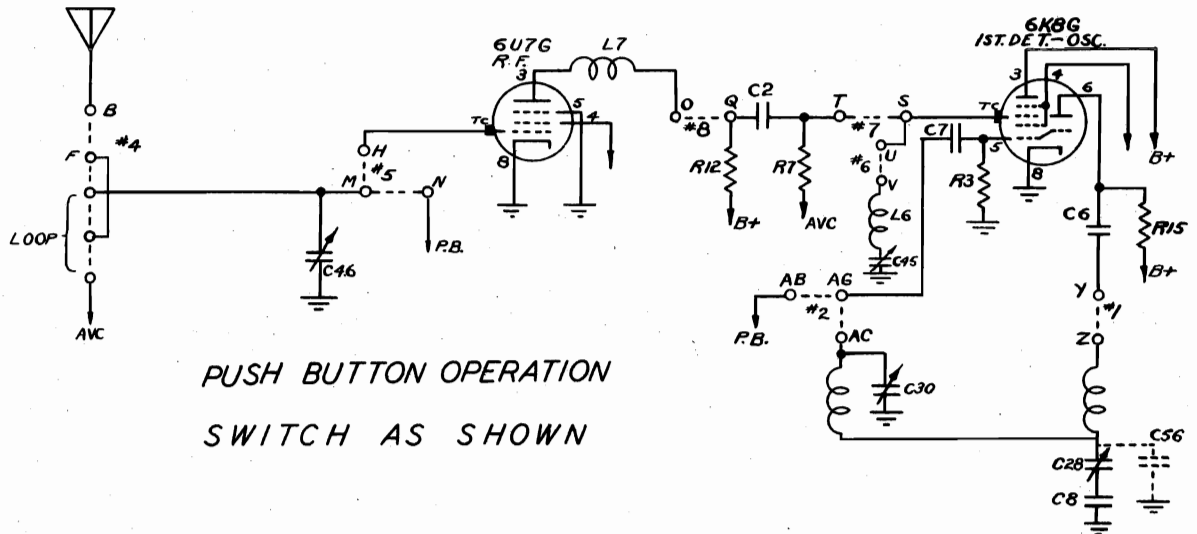 6K8G
1ST. DET.-OSC.
6U7G
R.F.
L7
3
3
4
6
B
5
4
TC
O
Q
C2
T
S
TC
#8
#7
C7
F
#4
H
#5
M
N
8
R12
R7
U
#6
V
5
R3
8
B+
L6
C6
R15
LOOP
C46
P.B.
B+
AVC
C45
B+
AVC
AB
AG
#2
P.B.
AC
Y
#1
Z
C30
PUSH BUTTON OPERATION
SWITCH AS SHOWN
C56
C28
C8